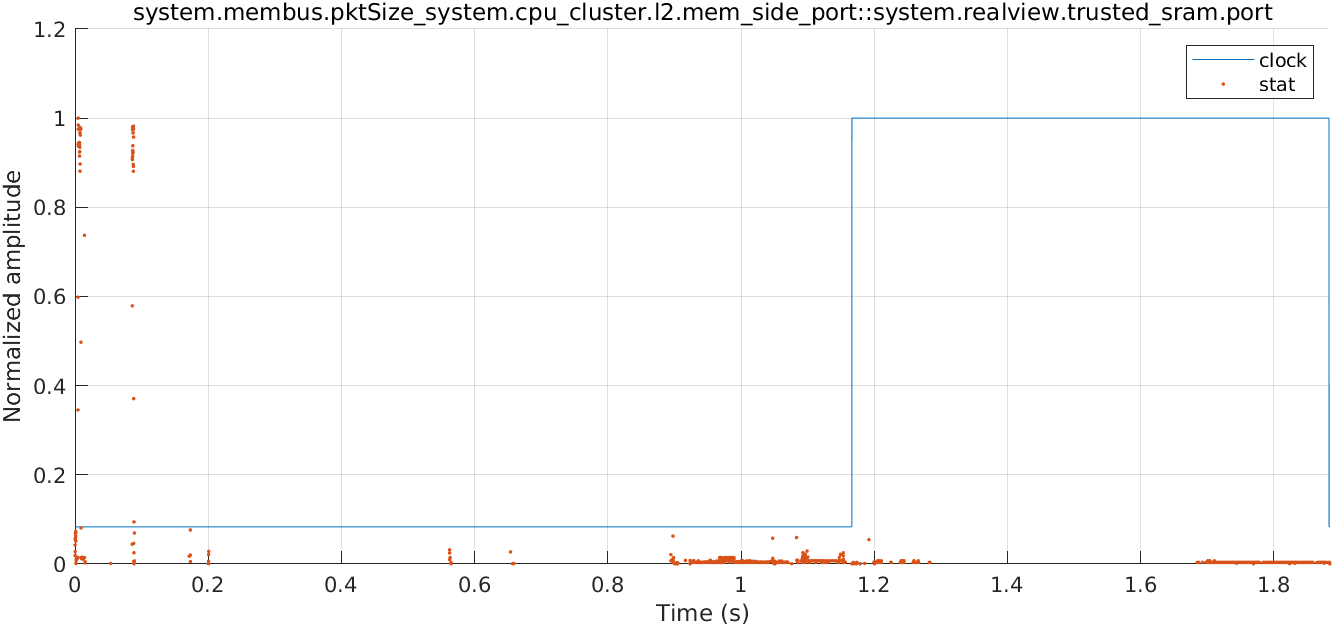 system.membus.pktSize_system.cpu_cluster.l2.mem_side_port::system.realview.trusted_sram.port
1.2
clock
stat
1
0.8
0.6
0.4
0.2
0
Normalized amplitude
0 0.2 0.4 0.6 0.8 1 1.2 1.4 1.6 1.8
Time (s)